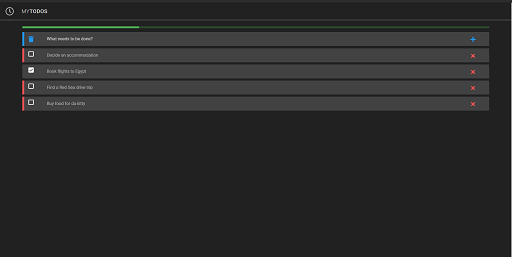 MYTODOS
What needs to be done?
Decide on accommodation
Book flights to Egypt
Find a Red Sea dive trip
Buy food for da kitty